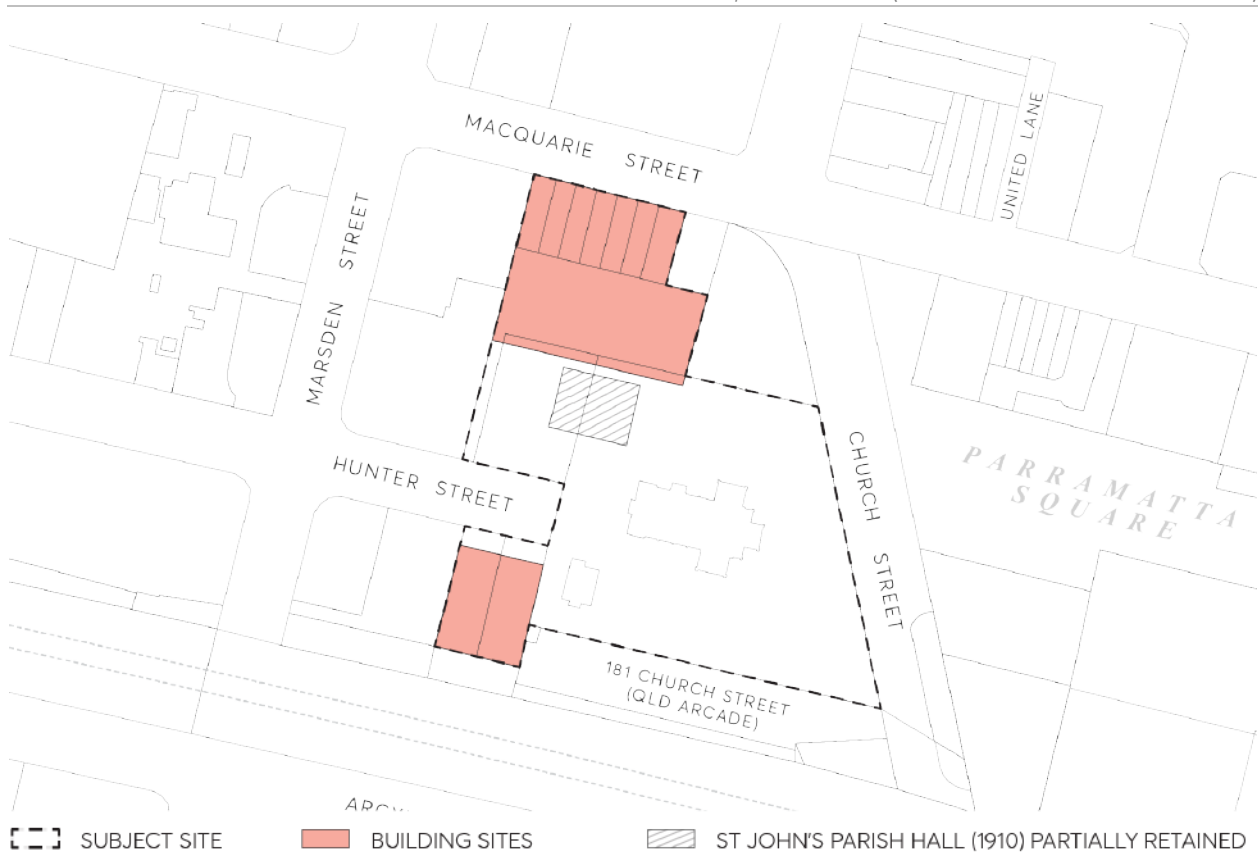 MACQUARIE STREET
UNITED LANE
MARSDEN STREET
HUNTER STREET
CHURCH STREET
PARRAMATTA
SQUARE
181 CHURCH STREET
(QLD ARCADE)
SUBJECT SITE
BUILDING SITES
ST JOHN'S PARISH HALL (1910) PARTIALLY RETAINED